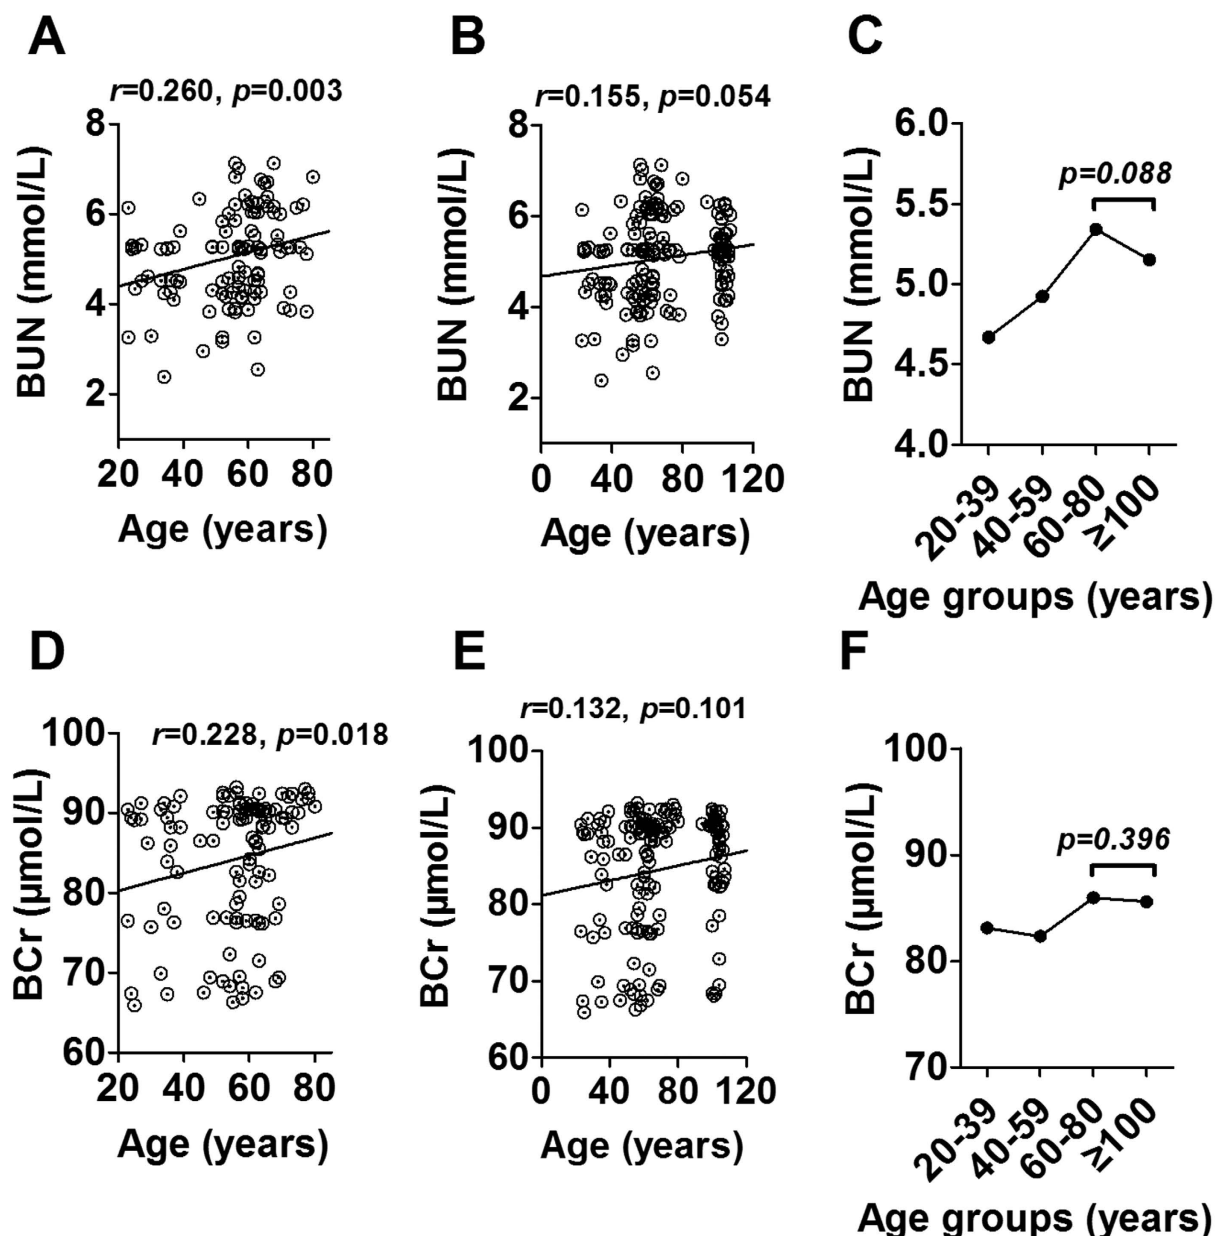 A
r=0.260, p=0.003
BUN (mmol/L)
8
6
4
2
20 40 60 80
Age (years)
B
r=0.155, p=0.054
BUN (mmol/L)
8
6
4
2
0 40 80 120
Age (years)
C
p=0.088
BUN (mmol/L)
6.0
5.5
5.0
4.5
4.0
20-39
40-59
60-80
≥100
Age groups (years)
D
r=0.228, p=0.018
BCr (µmol/L)
100
90
80
70
60
20 40 60 80
Age (years)
E
r=0.132, p=0.101
BCr (µmol/L)
100
90
80
70
60
0 40 80 120
Age (years)
F
p=0.396
BCr (µmol/L)
100
90
80
70
20-39
40-59
60-80
≥100
Age groups (years)